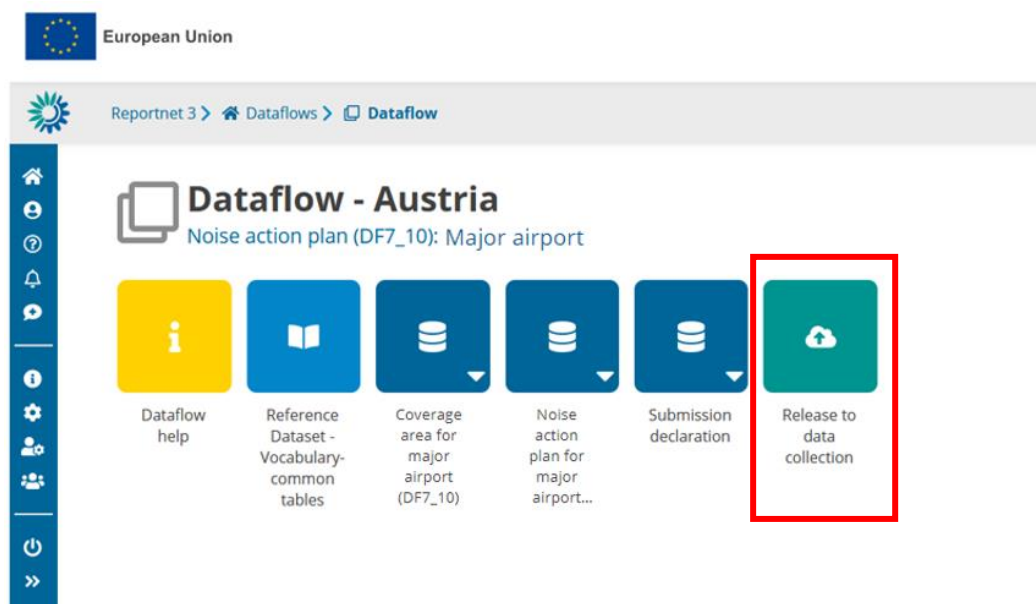 European Union
Reportnet 3 > Dataflows > Dataflow
Dataflow - Austria
Noise action plan (DF7_10): Major airport
Dataflow
help
Reference
Dataset -
Vocabulary-
common
tables
Coverage
area for
major
airport
(DF7_10)
Noise
action
plan for
major
airport...
Submission
declaration
Release to
data
collection